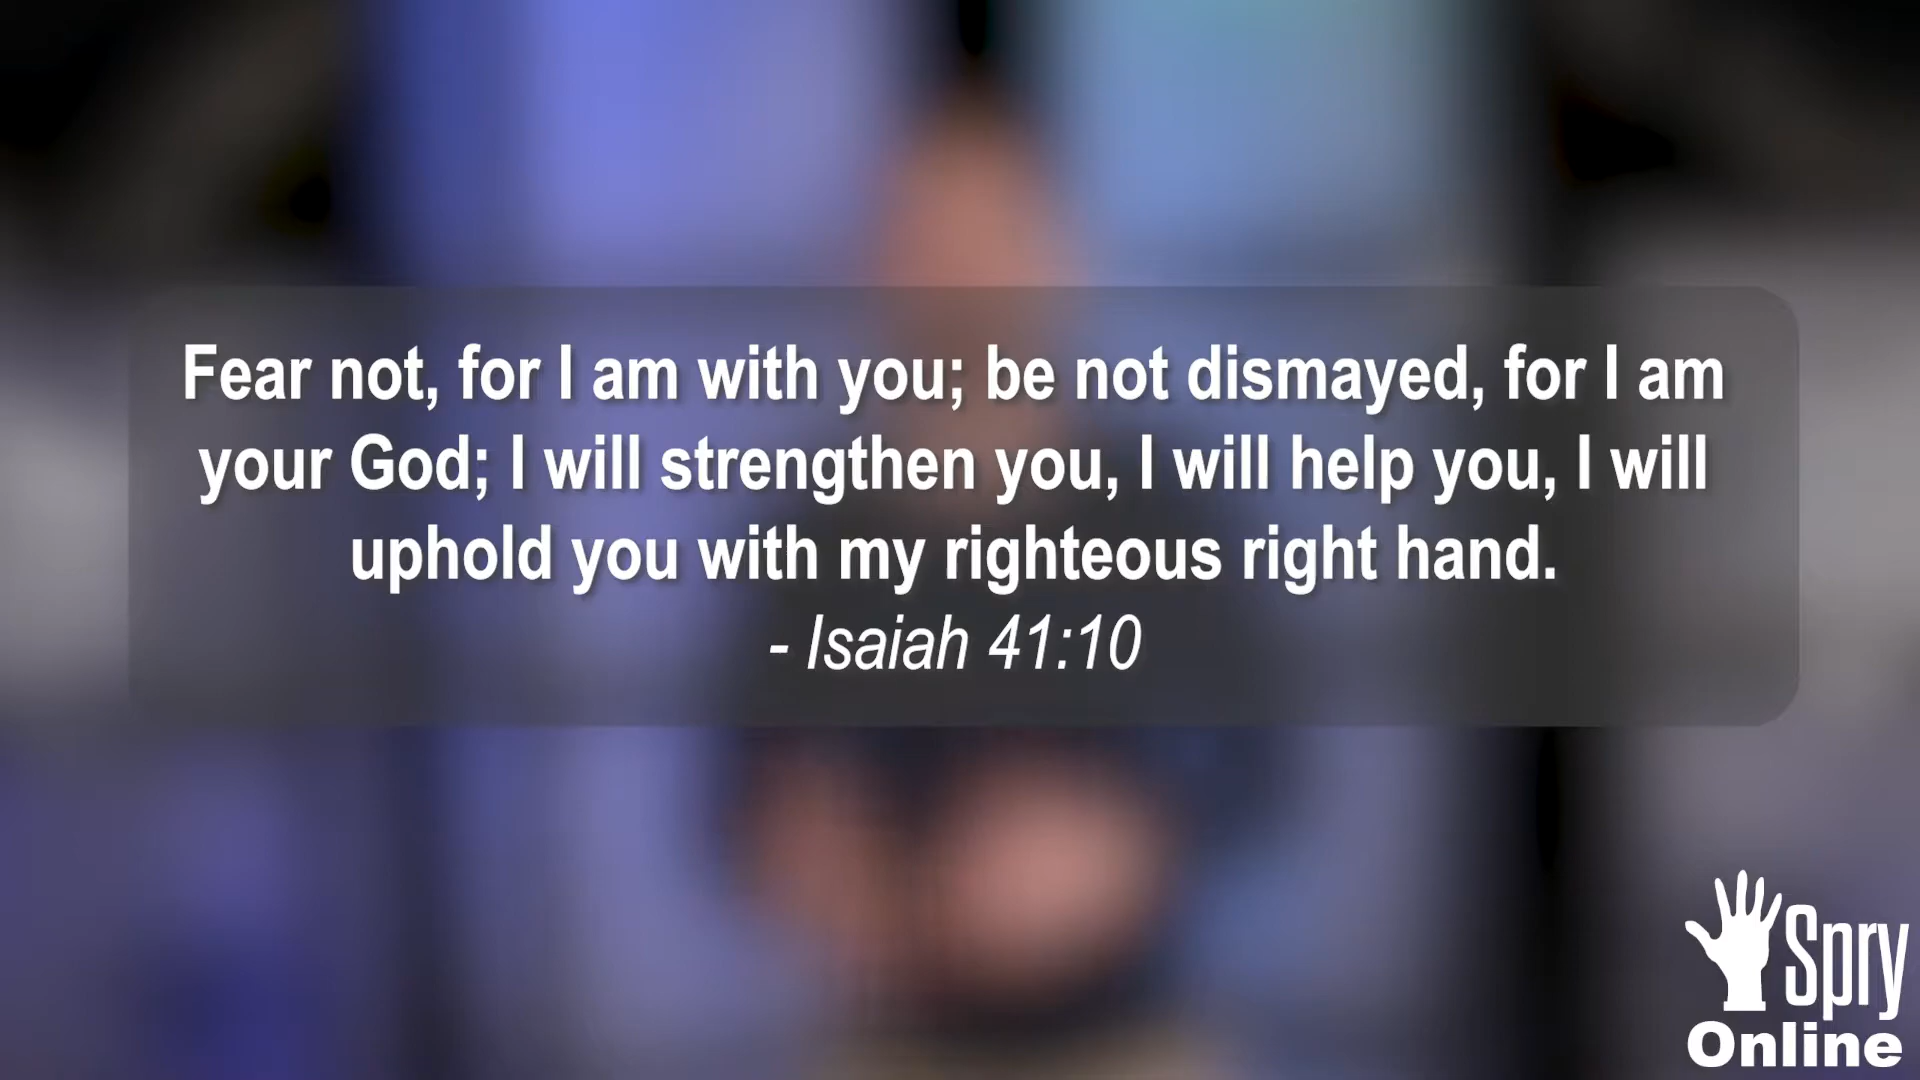 Fear not, for I am with you; be not dismayed, for I am
your God; I will strengthen you, I will help you, I will
uphold you with my righteous right hand.
- Isaiah 41:10
Spry
Online